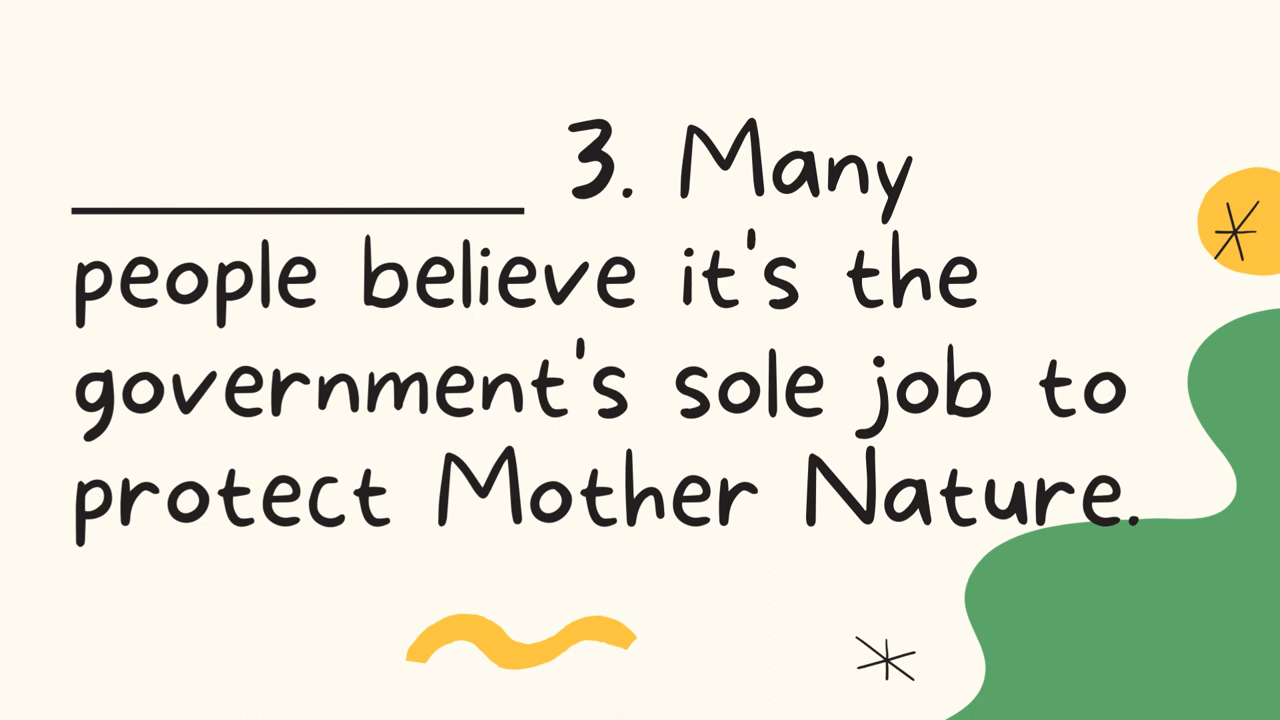 __________ 3. Many
people believe it's the
government's sole job to
protect Mother Nature.